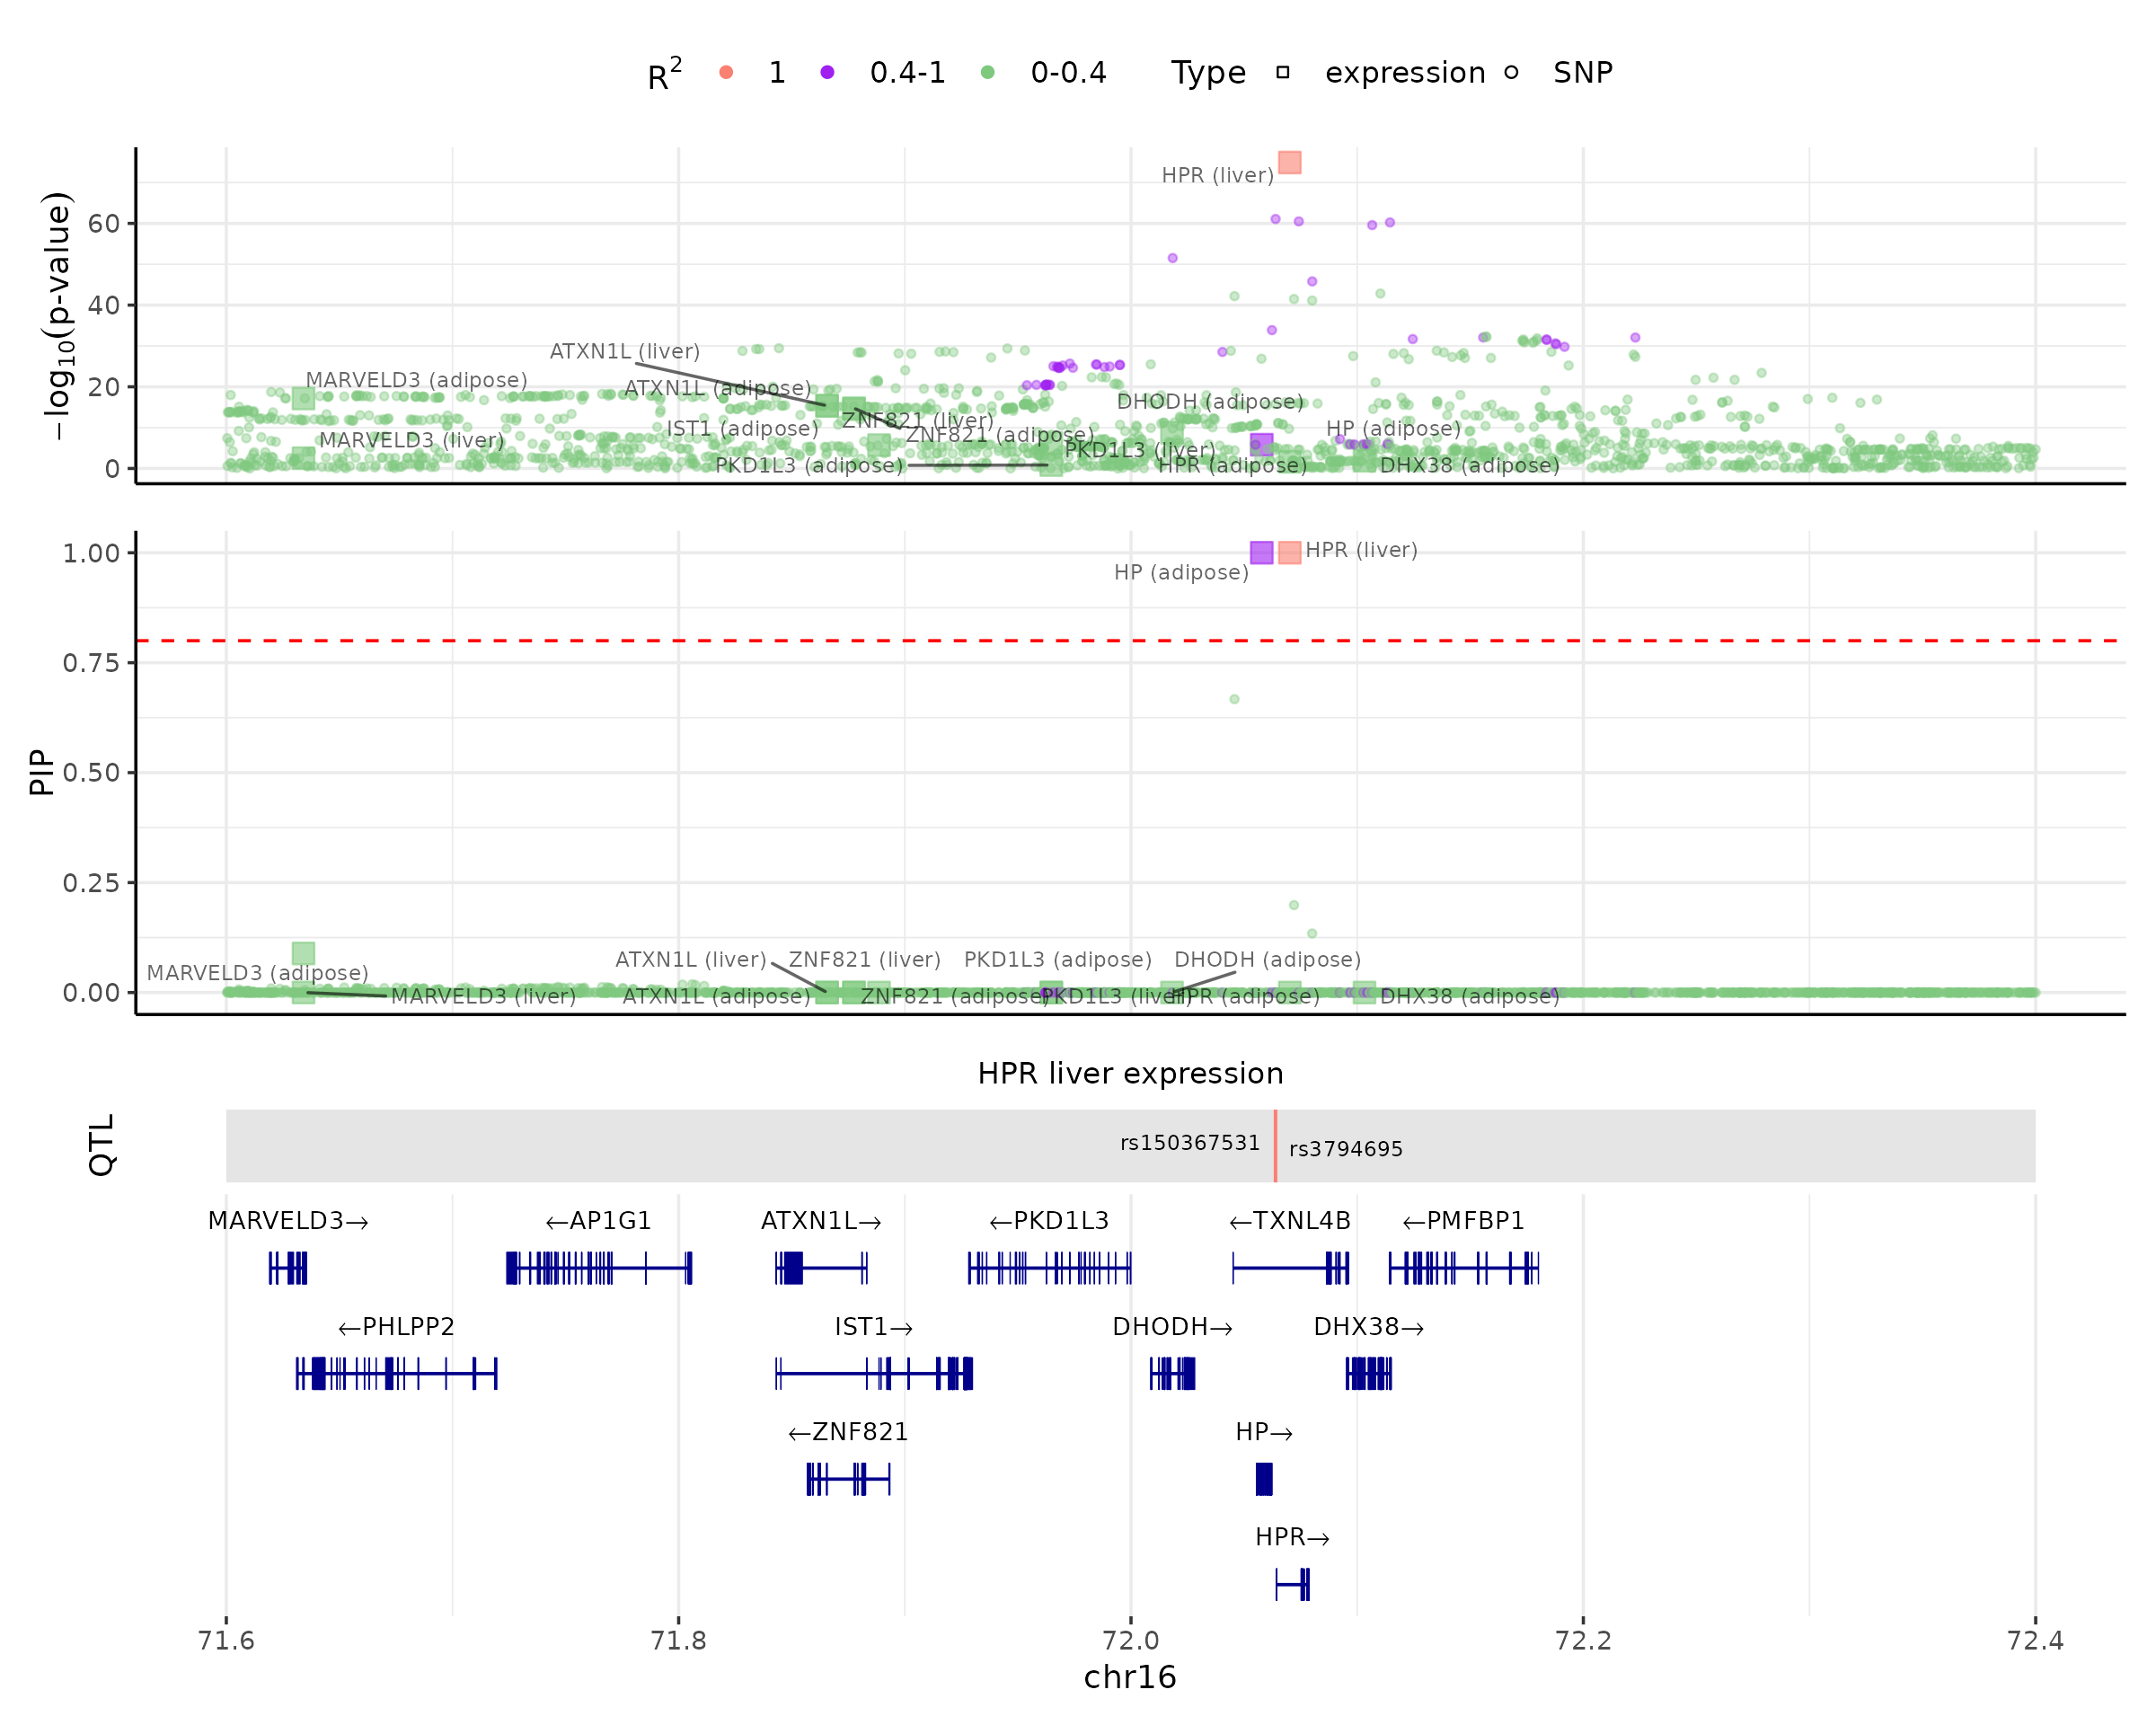 R² 1 0.4-1 0-0.4 Type expression SNP
−log₁₀(p-value)
60
40
20
0
HPR (liver)
ATXN1L (liver)
MARVELD3 (adipose)
ATXN1L (adipose)
DHODH (adipose)
ZNF821 (liver)
IST1 (adipose)
HP (adipose)
ZNF821 (adipose)
MARVELD3 (liver)
PKD1L3 (liver)
PKD1L3 (adipose)
HPR (adipose)
DHX38 (adipose)
PIP
1.00
0.75
0.50
0.25
0.00
HPR (liver)
HP (adipose)
ATXN1L (liver)
ZNF821 (liver)
PKD1L3 (adipose)
DHODH (adipose)
MARVELD3 (adipose)
MARVELD3 (liver)
ATXN1L (adipose)
ZNF821 (adipose)
PKD1L3 (liver)
HPR (adipose)
DHX38 (adipose)
HPR liver expression
QTL
rs150367531
rs3794695
MARVELD3→ ←AP1G1 ATXN1L→ ←PKD1L3 ←TXNL4B ←PMFBP1
←PHLPP2 IST1→ DHODH→ DHX38→
←ZNF821 HP→
HPR→
71.6 71.8 72.0 72.2 72.4
chr16